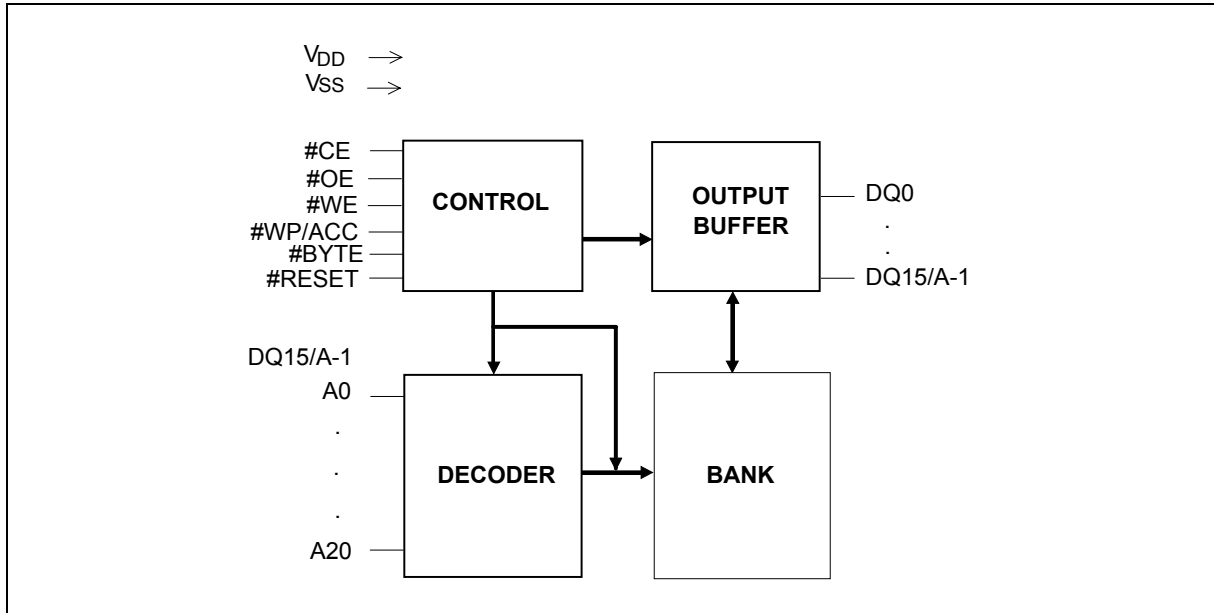 VDD
VSS
#CE
#OE
#WE
#WP/ACC
#BYTE
#RESET
CONTROL
OUTPUT
BUFFER
DQ0
.
.
DQ15/A-1
DQ15/A-1
A0
.
.
.
A20
DECODER
BANK